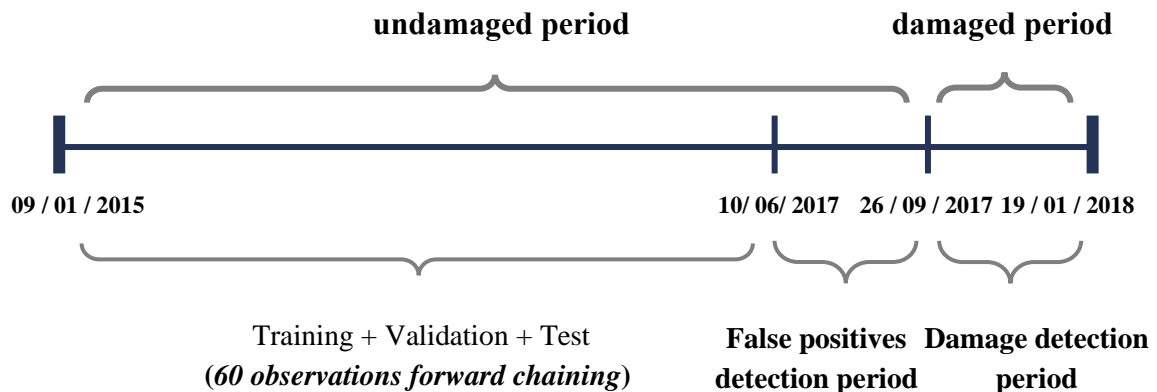 undamaged period damaged period
09 / 01 / 2015 10/ 06/ 2017 26 / 09 / 2017 19 / 01 / 2018
Training + Validation + Test
(60 observations forward chaining)
False positives
detection period
Damage detection
period